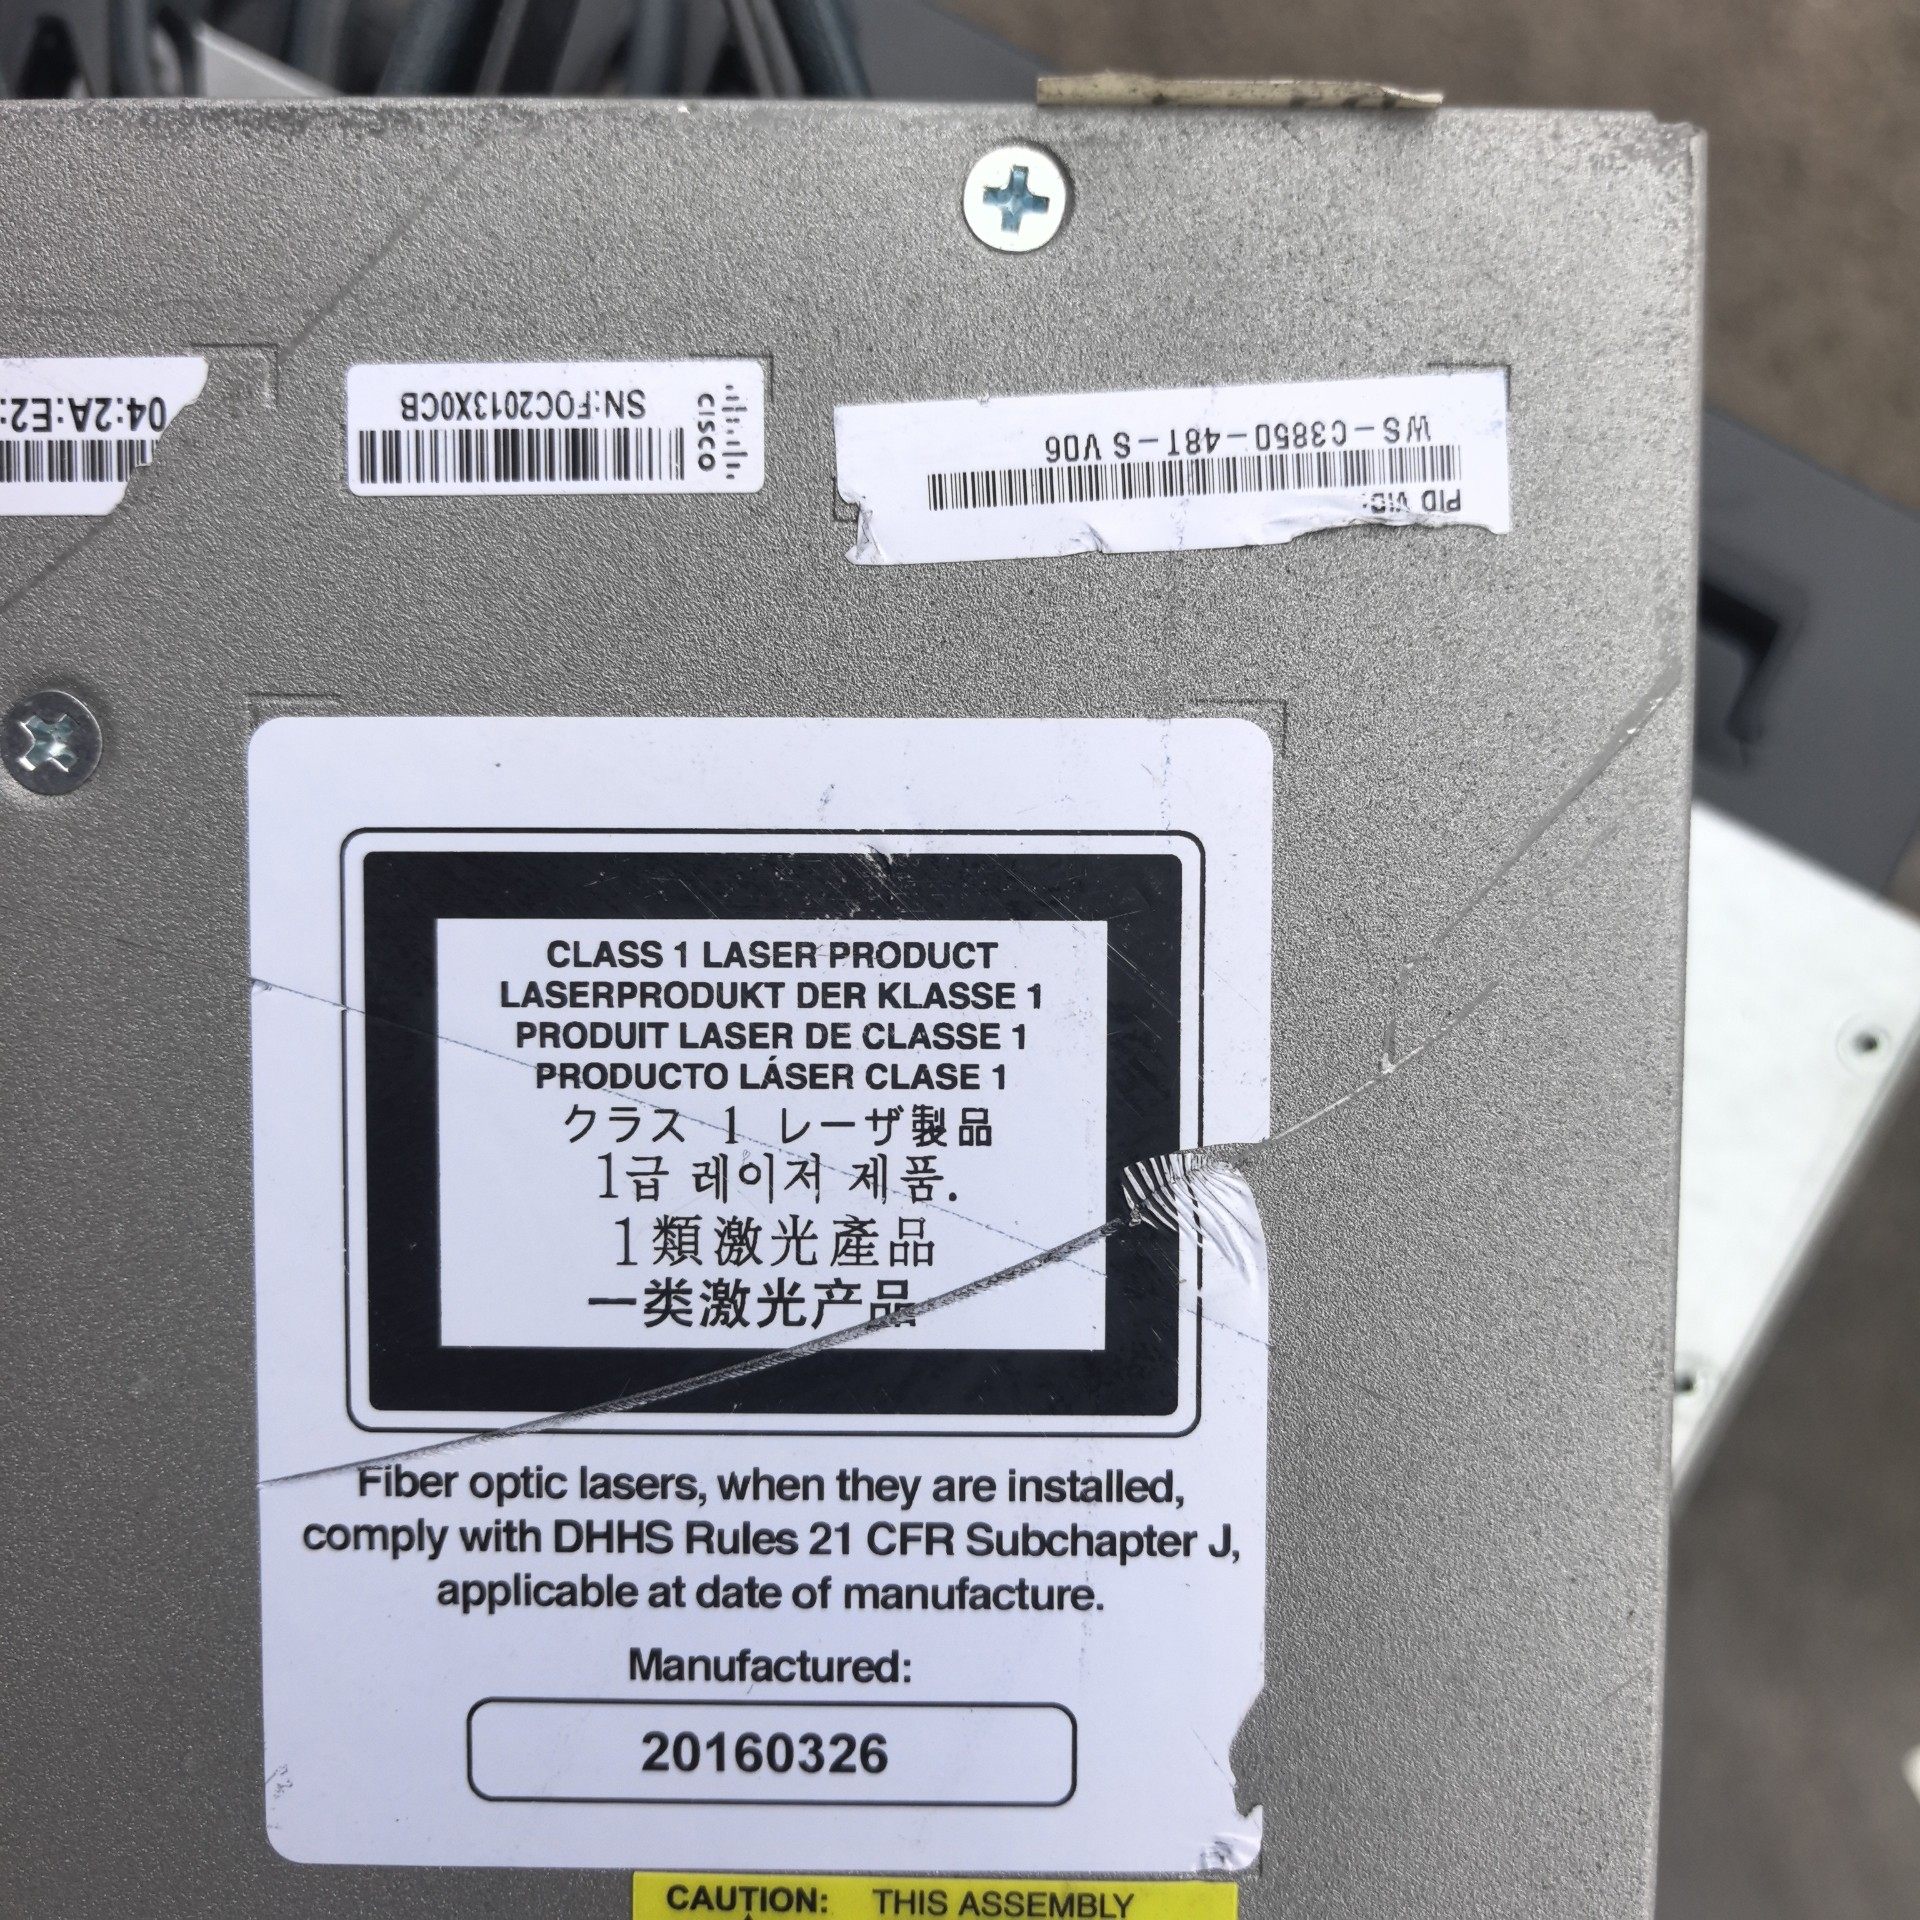 04:2A:E2:
SN:FOC2013X0CB
CISCO
WS-C3850-48T-S V06
PID VID:
CLASS 1 LASER PRODUCT
LASERPRODUKT DER KLASSE 1
PRODUIT LASER DE CLASSE 1
PRODUCTO LÁSER CLASE 1
クラス 1 レーザ製品
1급 레이저 제품.
1類激光產品
一类激光产品
Fiber optic lasers, when they are installed,
comply with DHHS Rules 21 CFR Subchapter J,
applicable at date of manufacture.
Manufactured:
20160326
CAUTION: THIS ASSEMBLY